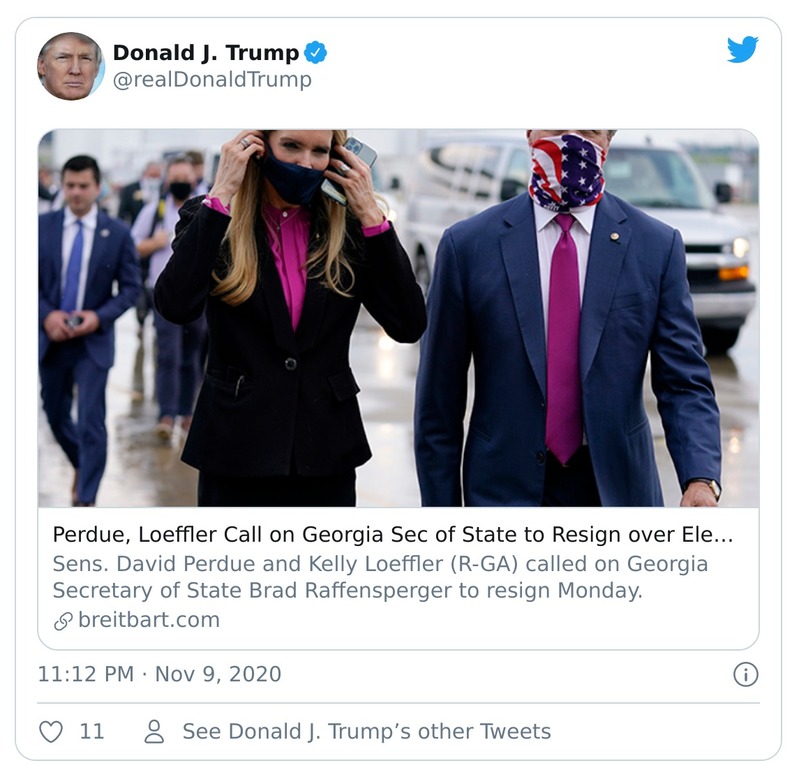 Donald J. Trump
@realDonaldTrump
Perdue, Loeffler Call on Georgia Sec of State to Resign over Ele…
Sens. David Perdue and Kelly Loeffler (R-GA) called on Georgia
Secretary of State Brad Raffensperger to resign Monday.
breitbart.com
11:12 PM · Nov 9, 2020
11 See Donald J. Trump’s other Tweets